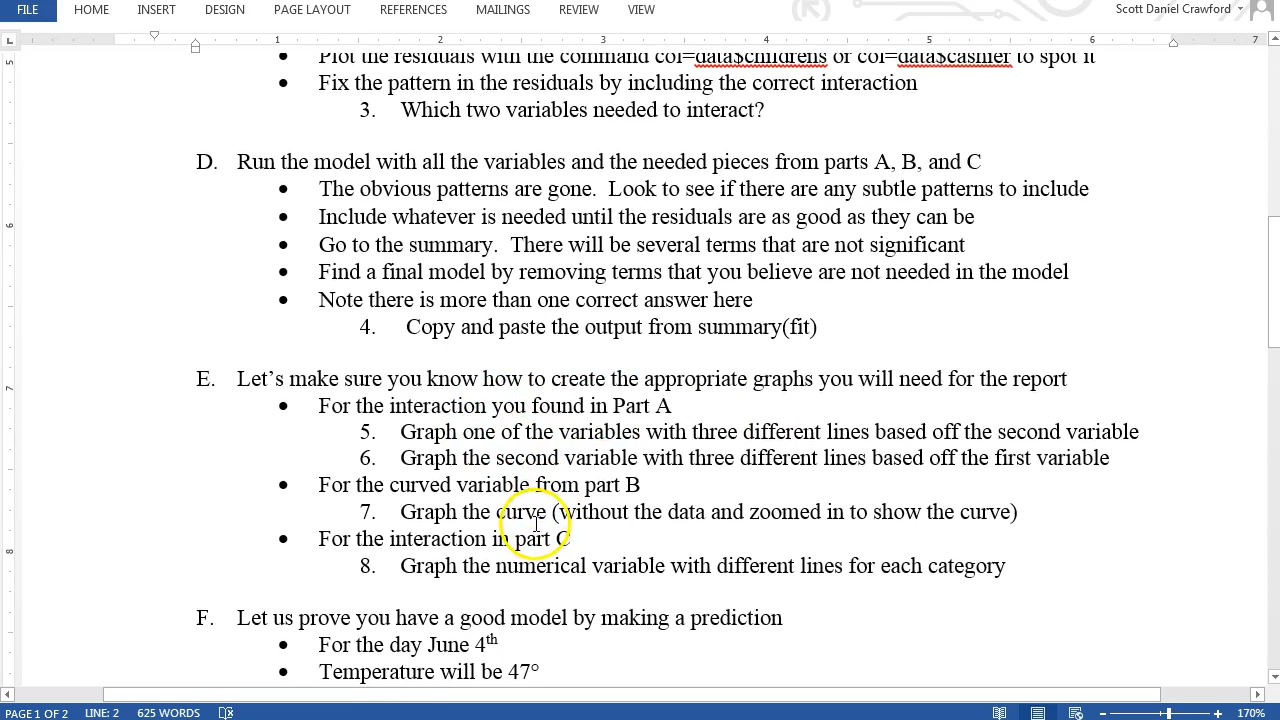 FILE HOME INSERT DESIGN PAGE LAYOUT REFERENCES MAILINGS REVIEW VIEW Scott Daniel Crawford
L 1 2 3 4 5 6 7
• Plot the residuals with the command col=data$childrens or col=data$cashier to spot it
• Fix the pattern in the residuals by including the correct interaction
3. Which two variables needed to interact?
D. Run the model with all the variables and the needed pieces from parts A, B, and C
• The obvious patterns are gone. Look to see if there are any subtle patterns to include
• Include whatever is needed until the residuals are as good as they can be
• Go to the summary. There will be several terms that are not significant
• Find a final model by removing terms that you believe are not needed in the model
• Note there is more than one correct answer here
4. Copy and paste the output from summary(fit)
E. Let’s make sure you know how to create the appropriate graphs you will need for the report
• For the interaction you found in Part A
5. Graph one of the variables with three different lines based off the second variable
6. Graph the second variable with three different lines based off the first variable
• For the curved variable from part B
7. Graph the curve (without the data and zoomed in to show the curve)
• For the interaction in part C
8. Graph the numerical variable with different lines for each category
F. Let us prove you have a good model by making a prediction
• For the day June 4th
• Temperature will be 47°
5
6
7
8
PAGE 1 OF 2 LINE: 2 625 WORDS 170%